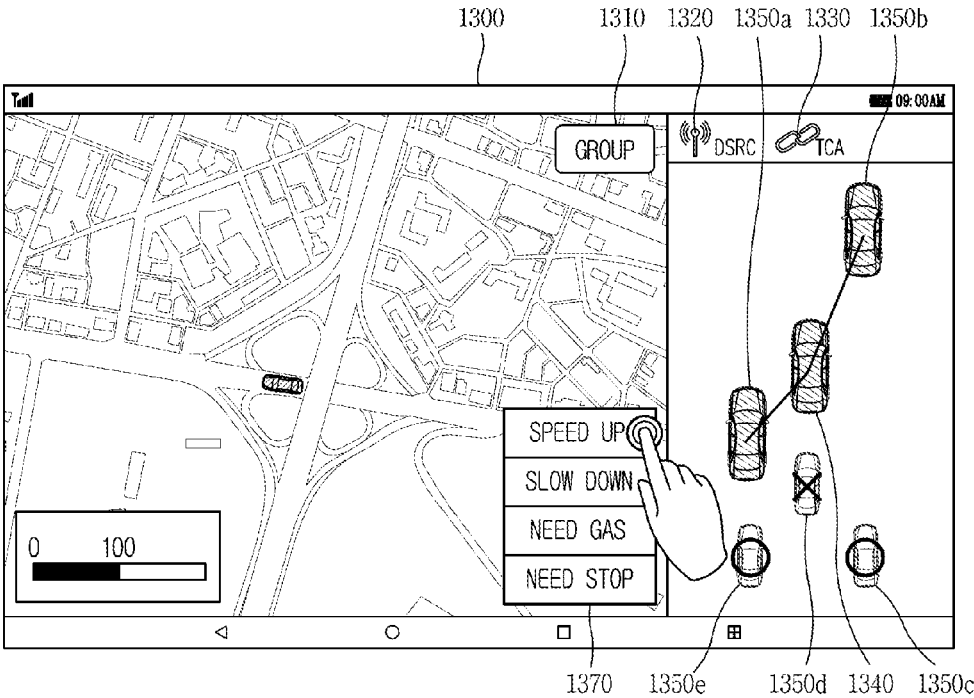 1300 1310 1320 1350a 1330 1350b
09:00AM
GROUP
DSRC TCA
SPEED UP
SLOW DOWN
NEED GAS
NEED STOP
0 100
1370 1350e 1350d 1340 1350c